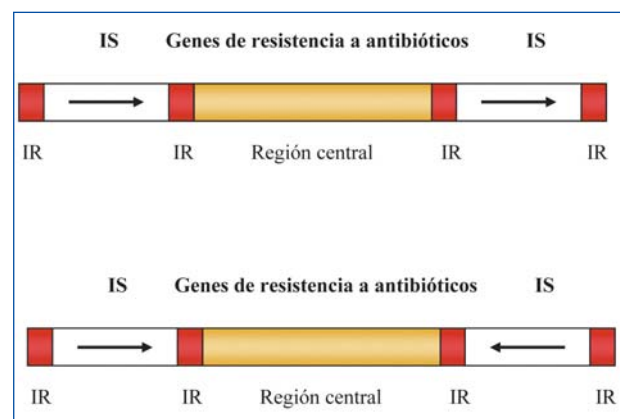 IS Genes de resistencia a antibióticos IS
IR IR Región central IR IR
IS Genes de resistencia a antibióticos IS
IR IR Región central IR IR